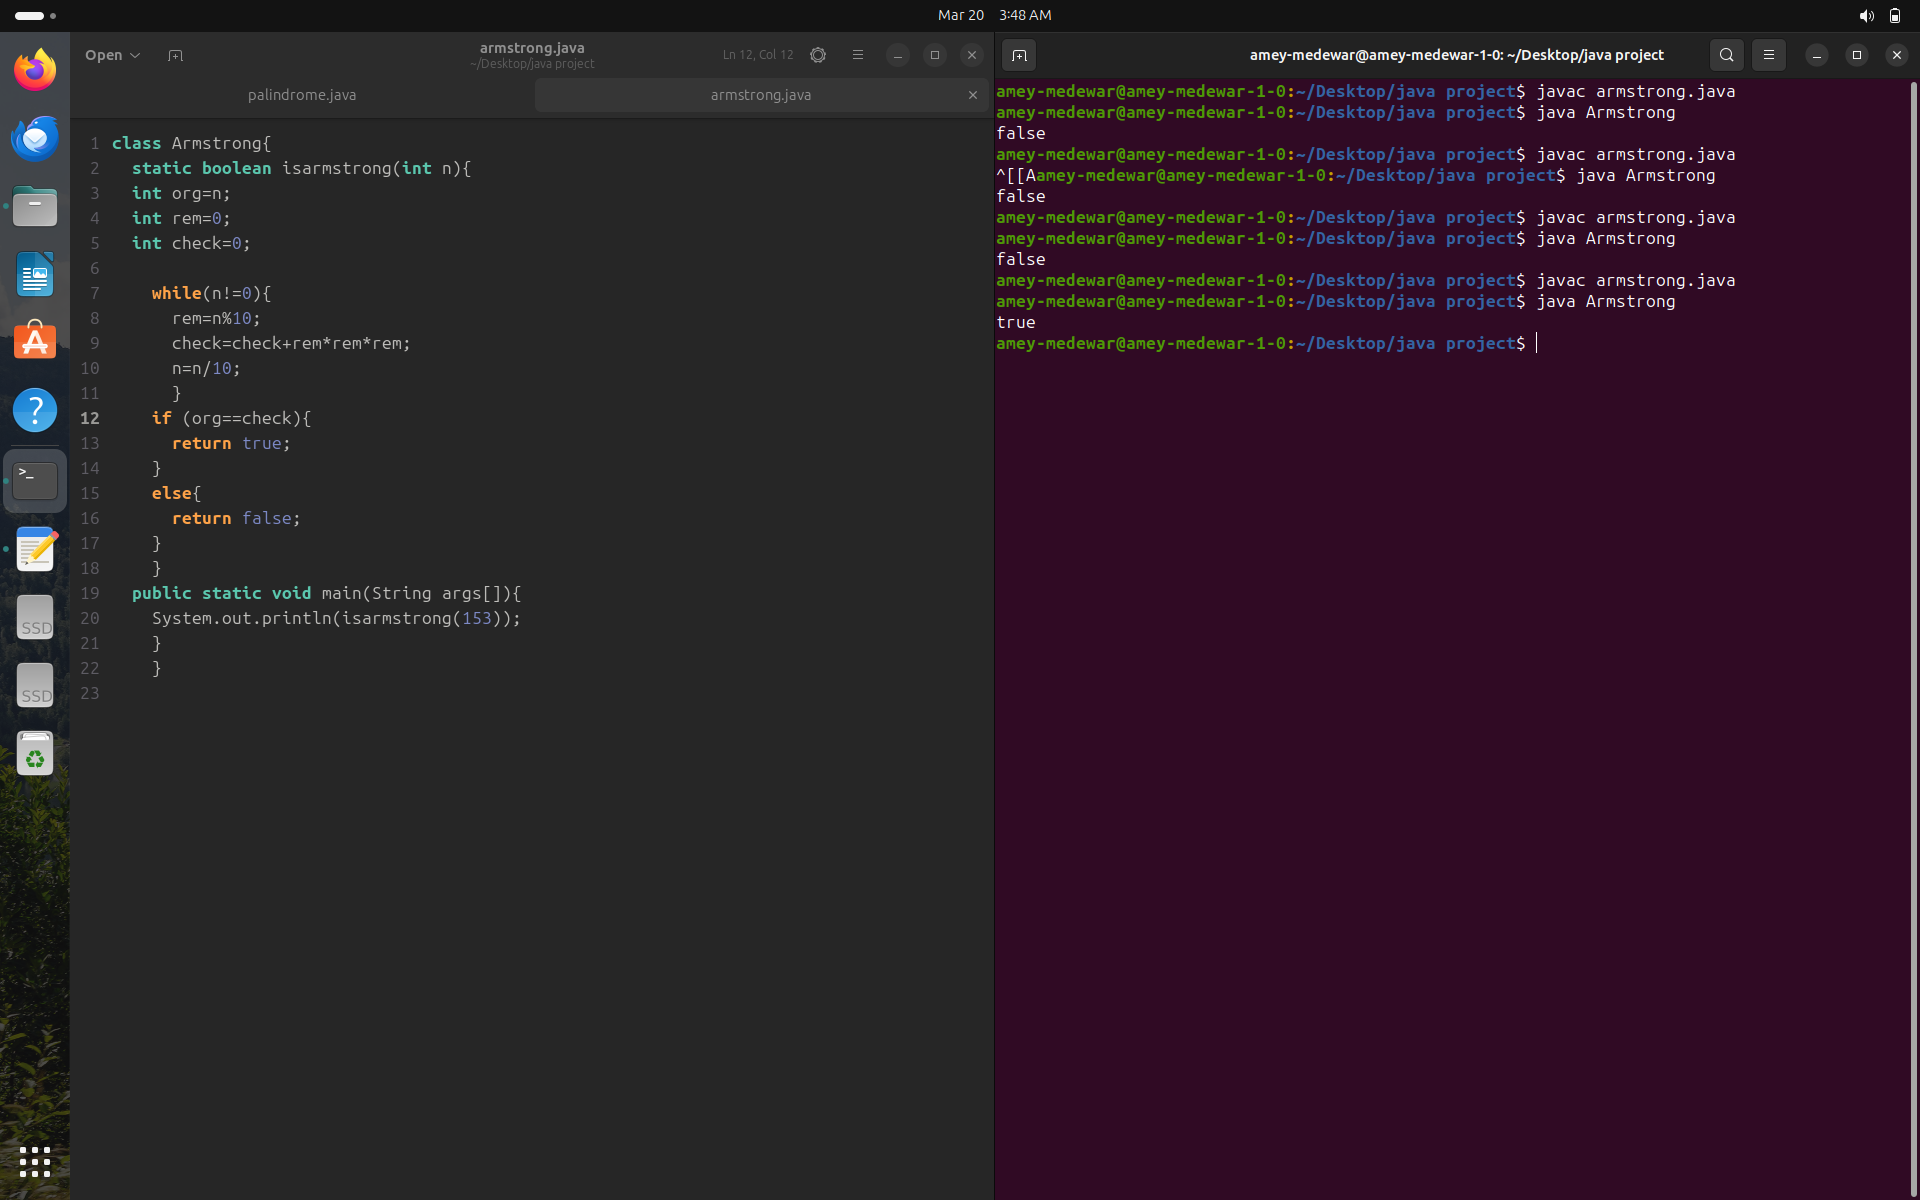 Mar 20 3:48 AM
Open
armstrong.java
~/Desktop/java project
Ln 12, Col 12
palindrome.java
armstrong.java
1 class Armstrong{
2 static boolean isarmstrong(int n){
3 int org=n;
4 int rem=0;
5 int check=0;
6
7 while(n!=0){
8 rem=n%10;
9 check=check+rem*rem*rem;
10 n=n/10;
11 }
12 if (org==check){
13 return true;
14 }
15 else{
16 return false;
17 }
18 }
19 public static void main(String args[]){
20 System.out.println(isarmstrong(153));
21 }
22 }
23
amey-medewar@amey-medewar-1-0: ~/Desktop/java project
amey-medewar@amey-medewar-1-0:~/Desktop/java project$ javac armstrong.java
amey-medewar@amey-medewar-1-0:~/Desktop/java project$ java Armstrong
false
amey-medewar@amey-medewar-1-0:~/Desktop/java project$ javac armstrong.java
^[[Aamey-medewar@amey-medewar-1-0:~/Desktop/java project$ java Armstrong
false
amey-medewar@amey-medewar-1-0:~/Desktop/java project$ javac armstrong.java
amey-medewar@amey-medewar-1-0:~/Desktop/java project$ java Armstrong
false
amey-medewar@amey-medewar-1-0:~/Desktop/java project$ javac armstrong.java
amey-medewar@amey-medewar-1-0:~/Desktop/java project$ java Armstrong
true
amey-medewar@amey-medewar-1-0:~/Desktop/java project$
>_
SSD
SSD